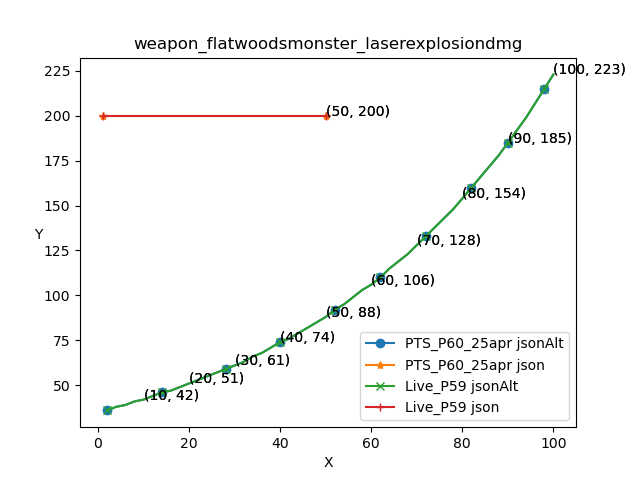 weapon_flatwoodsmonster_laserexplosiondmg
225
200
175
150
125
100
75
50
Y
(100, 223)
(50, 200)
(90, 185)
(80, 154)
(70, 128)
(60, 106)
(50, 88)
(40, 74)
(30, 61)
(20, 51)
(10, 42)
PTS_P60_25apr jsonAlt
PTS_P60_25apr json
Live_P59 jsonAlt
Live_P59 json
0 20 40 60 80 100
X